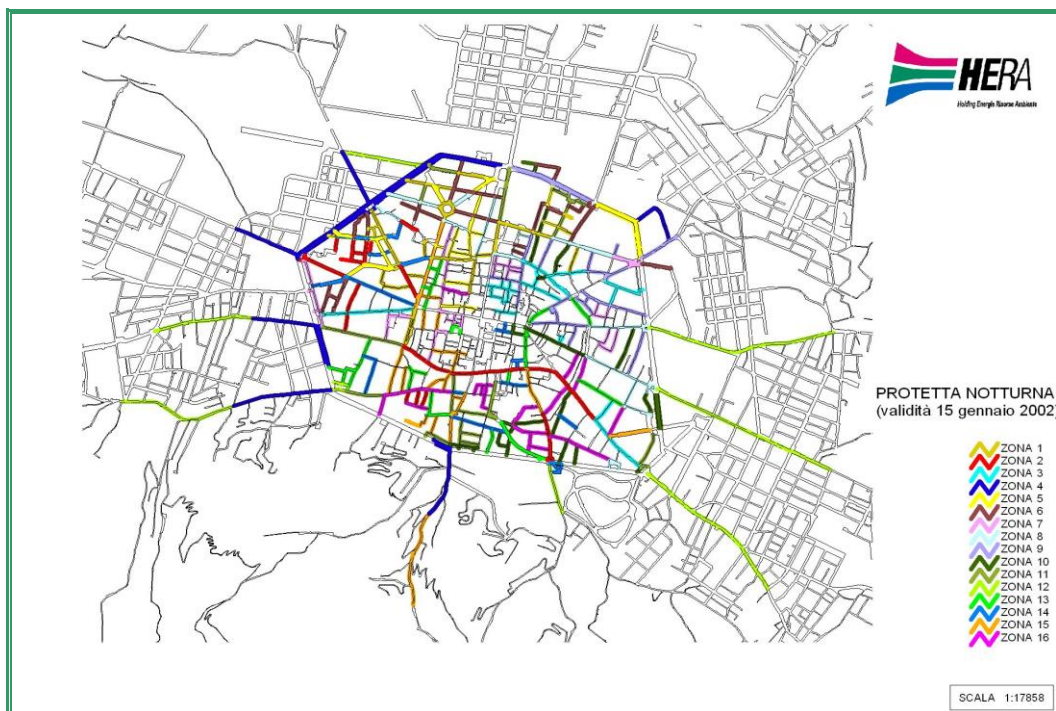 HERA
Holding Energia Risorse Ambiente
PROTETTA NOTTURNA
(validità 15 gennaio 2002)
ZONA 1
ZONA 2
ZONA 3
ZONA 4
ZONA 5
ZONA 6
ZONA 7
ZONA 8
ZONA 9
ZONA 10
ZONA 11
ZONA 12
ZONA 13
ZONA 14
ZONA 15
ZONA 16
SCALA 1:17858